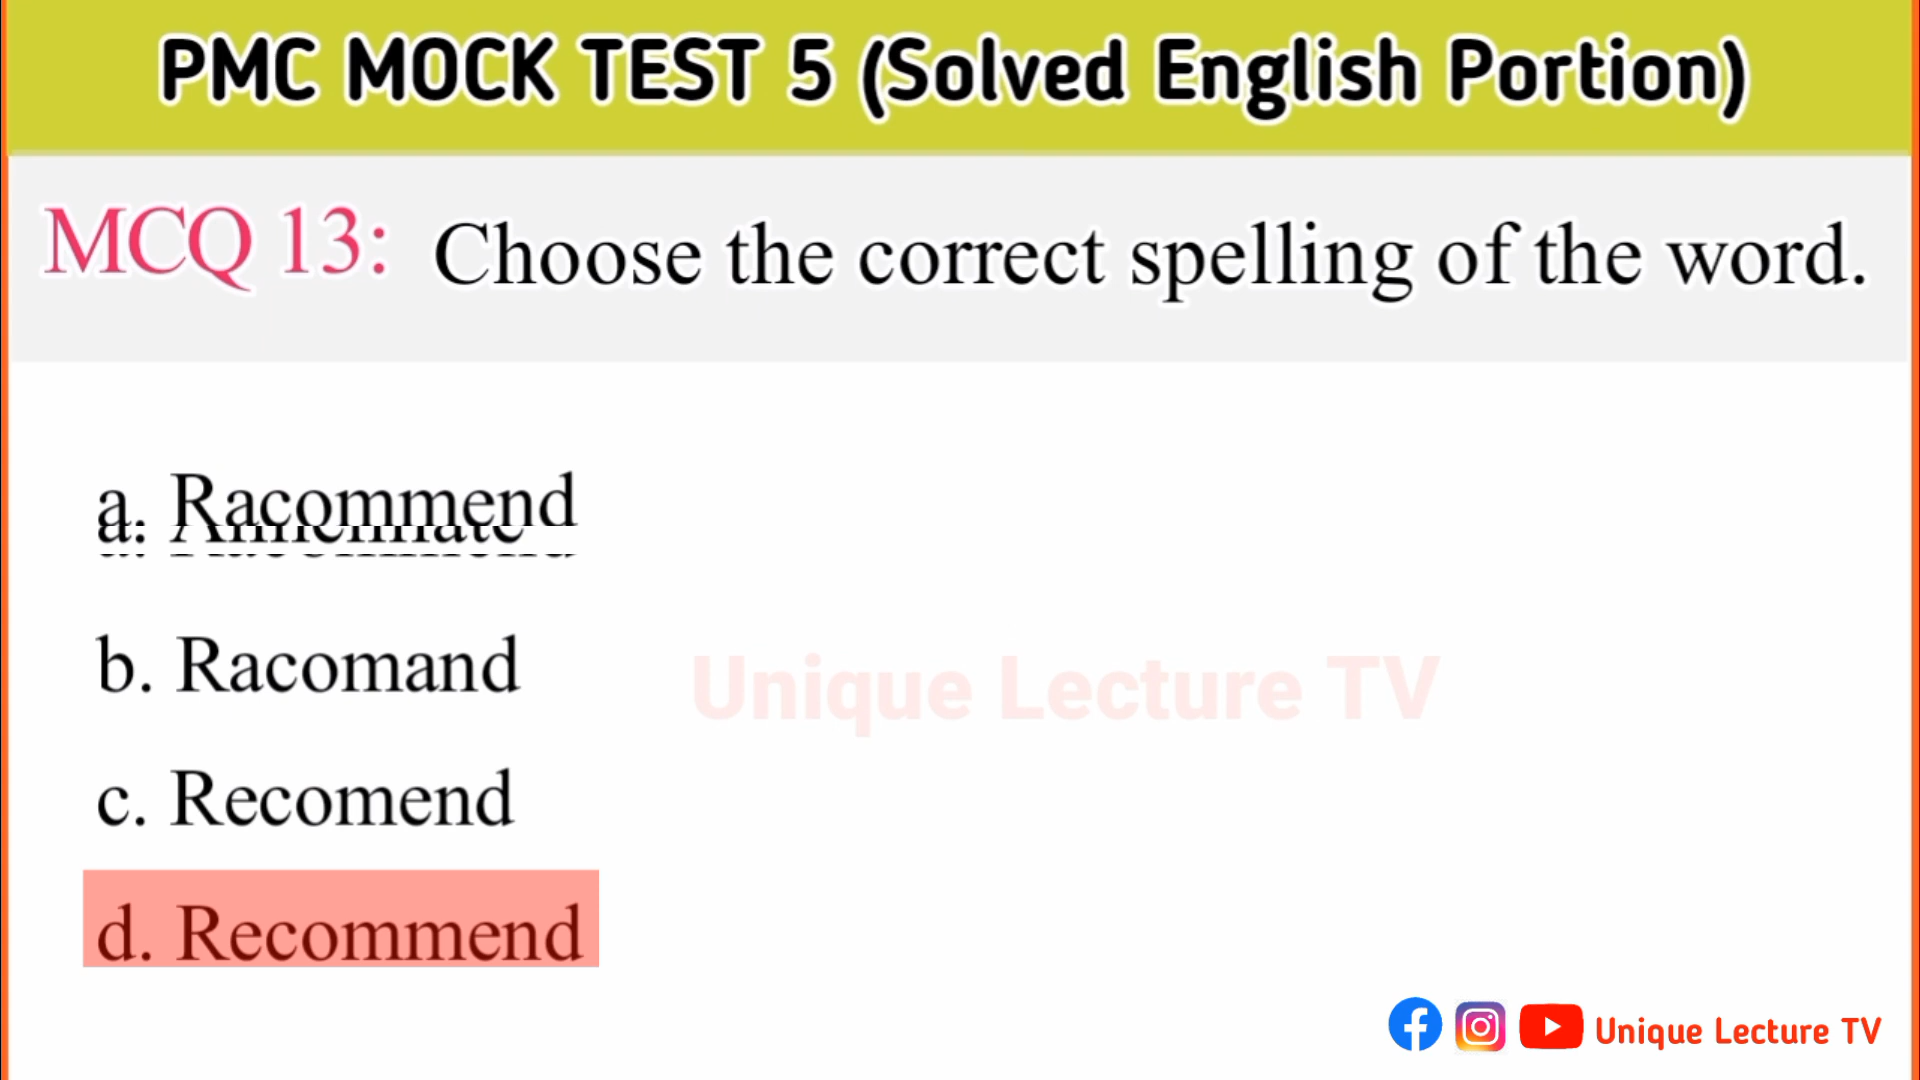 PMC MOCK TEST 5 (Solved English Portion)
MCQ 13: Choose the correct spelling of the word.
a. Racommend
b. Racomand
Unique Lecture TV
c. Recomend
d. Recommend
Unique Lecture TV